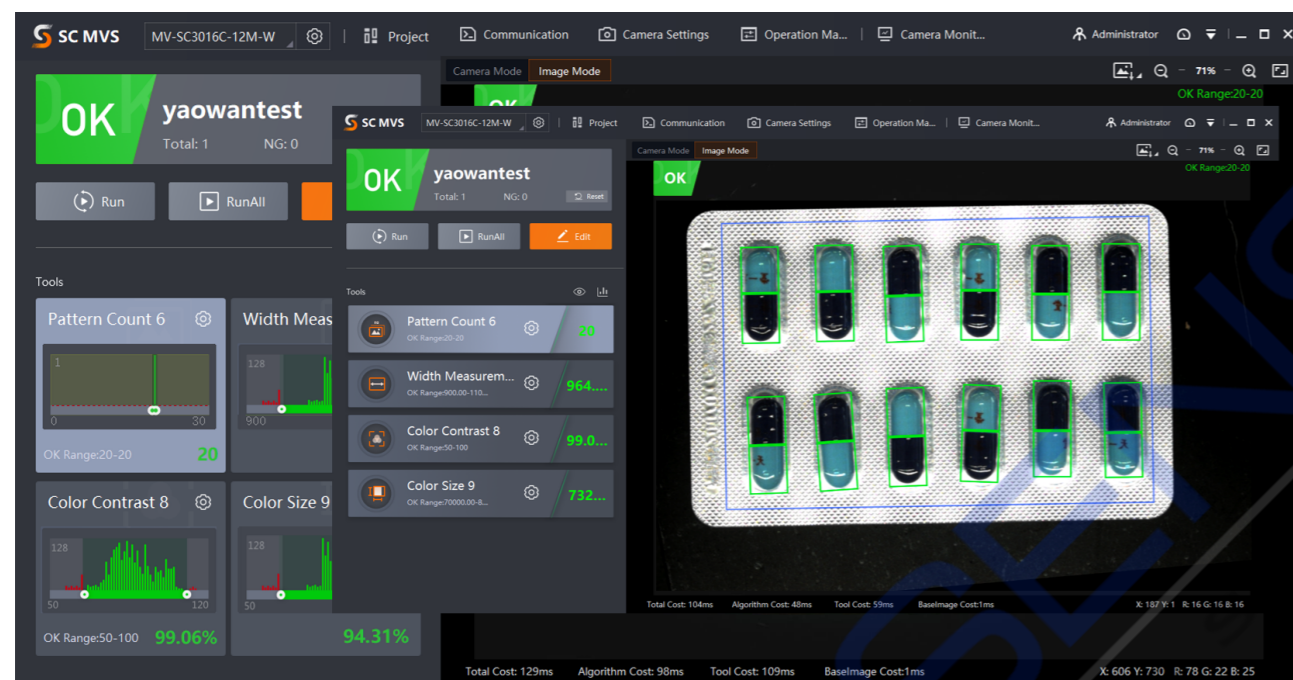 SC MVS MV-SC3016C-12M-W Project Communication Camera Settings Operation Ma... Camera Monit... Administrator
Camera Mode Image Mode 71%
OK yaowantest
Total: 1 NG: 0
OK Range:20-20
Run RunAll
Tools
Pattern Count 6 Width Meas
1 128
0 30 900
OK Range:20-20 20
Color Contrast 8 Color Size 9
128 128
50 120 50
OK Range:50-100 99.06% 94.31%
Total Cost: 129ms Algorithm Cost: 98ms Tool Cost: 109ms BaseImage Cost:1ms X: 606 Y: 730 R: 78 G: 22 B: 25
SC MVS MV-SC3016C-12M-W Project Communication Camera Settings Operation Ma... Camera Monit... Administrator
Camera Mode Image Mode 71%
OK yaowantest
Total: 1 NG: 0 Reset
OK
OK Range:20-20
Run RunAll Edit
Tools
Pattern Count 6
OK Range:20-20
20
Width Measurem...
OK Range:900.00-110...
964....
Color Contrast 8
OK Range:50-100
99.0...
Color Size 9
OK Range:70000.00-8...
732...
Total Cost: 104ms Algorithm Cost: 48ms Tool Cost: 59ms BaseImage Cost:1ms X: 187 Y: 1 R: 16 G: 16 B: 16